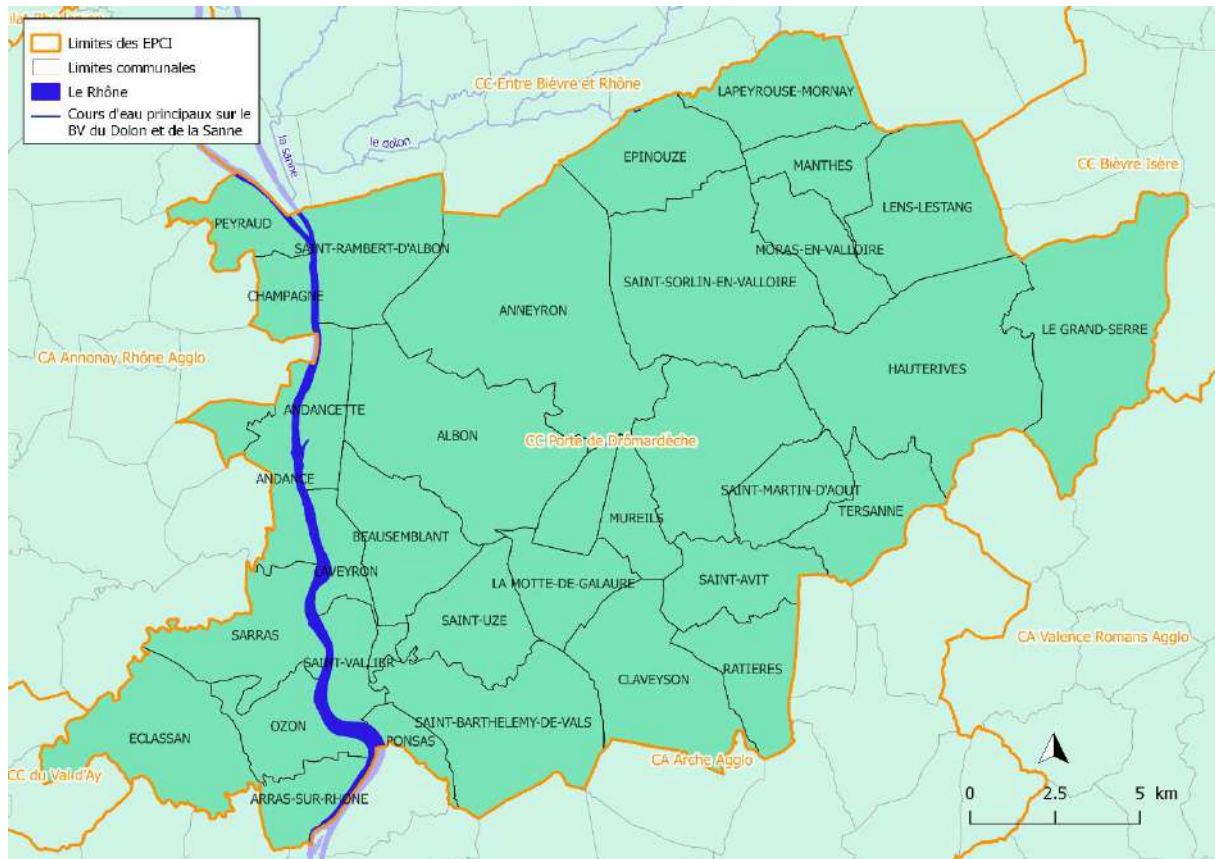 Limites des EPCI
Limites communales
Le Rhône
Cours d'eau principaux sur le
BV du Dolon et de la Sanne
CC Entre Bièvre et Rhône
LAPEYROUSE-MORNAY
la sanne
le dolon
EPINOUZE
MANTHES
CC Bièvre Isère
LENS-LESTANG
PEYRAUD
SAINT-RAMBERT-D'ALBON
MORAS-EN-VALLOIRE
SAINT-SORLIN-EN-VALLOIRE
CHAMPAGNE
ANNEYRON
LE GRAND-SERRE
CA Annonay Rhône Agglo
HAUTERIVES
ANDANCETTE
ALBON
CC Porte de Drômardèche
ANDANCE
SAINT-MARTIN-D'AOUT
TERSANNE
MUREILS
BEAUSEMBLANT
LAVEYRON
LA MOTTE-DE-GALAURE
SAINT-AVIT
SAINT-UZE
SARRAS
CA Valence Romans Agglo
SAINT-VALLIER
CLAVEYSON
RATIERES
OZON
SAINT-BARTHELEMY-DE-VALS
ECLASSAN
PONSAS
CA Arche Agglo
CC du Val d'Ay
ARRAS-SUR-RHONE
0 2.5 5 km